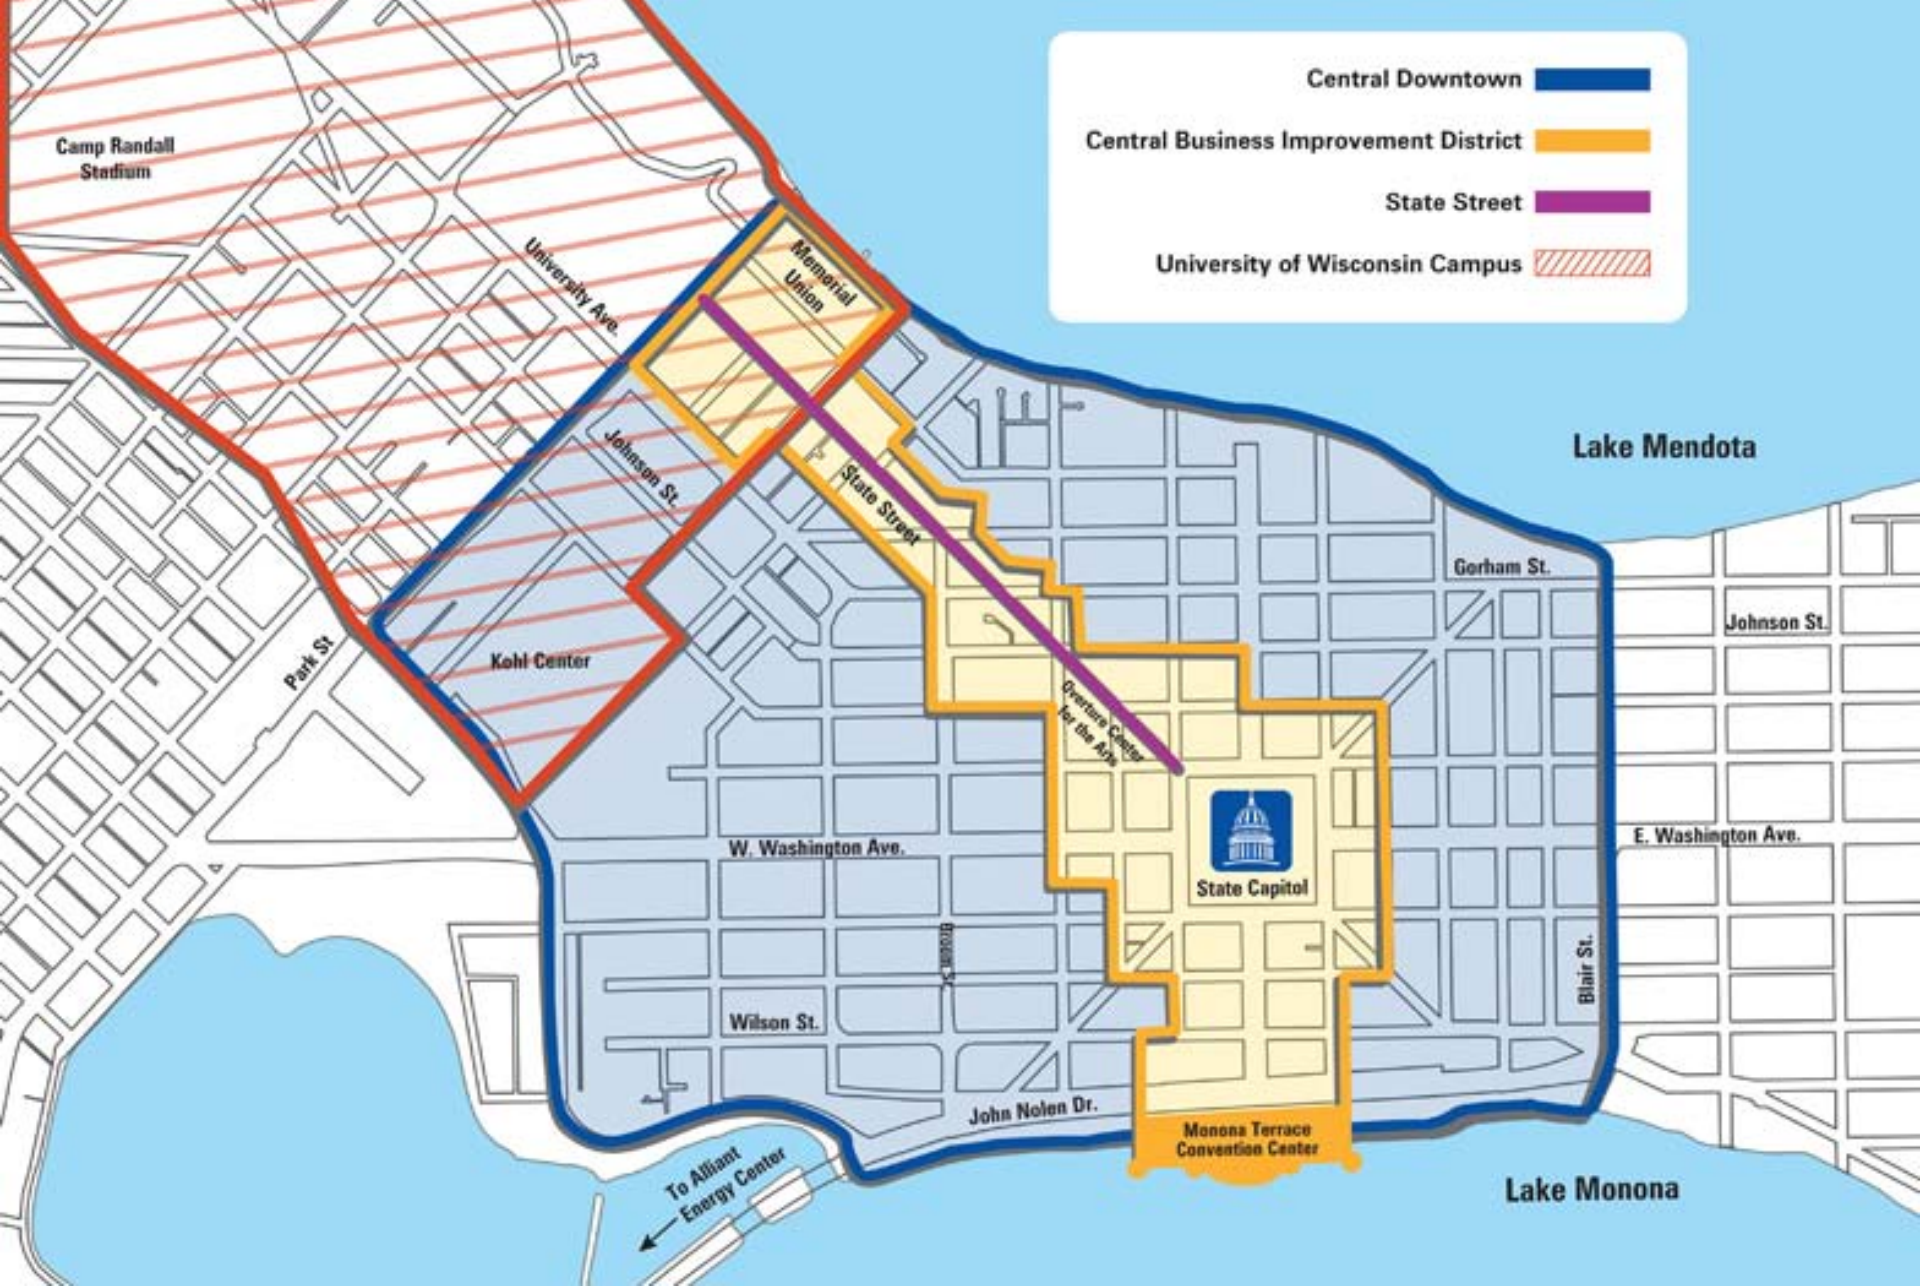 Central Downtown
Central Business Improvement District
State Street
University of Wisconsin Campus
Camp Randall
Stadium
University Ave.
Memorial
Union
Johnson St.
State Street
Lake Mendota
Gorham St.
Johnson St.
Kohl Center
Park St
Overture Center
for the Arts
W. Washington Ave.
E. Washington Ave.
State Capitol
Broom St.
Blair St.
Wilson St.
John Nolen Dr.
Monona Terrace
Convention Center
To Alliant
Energy Center
Lake Monona